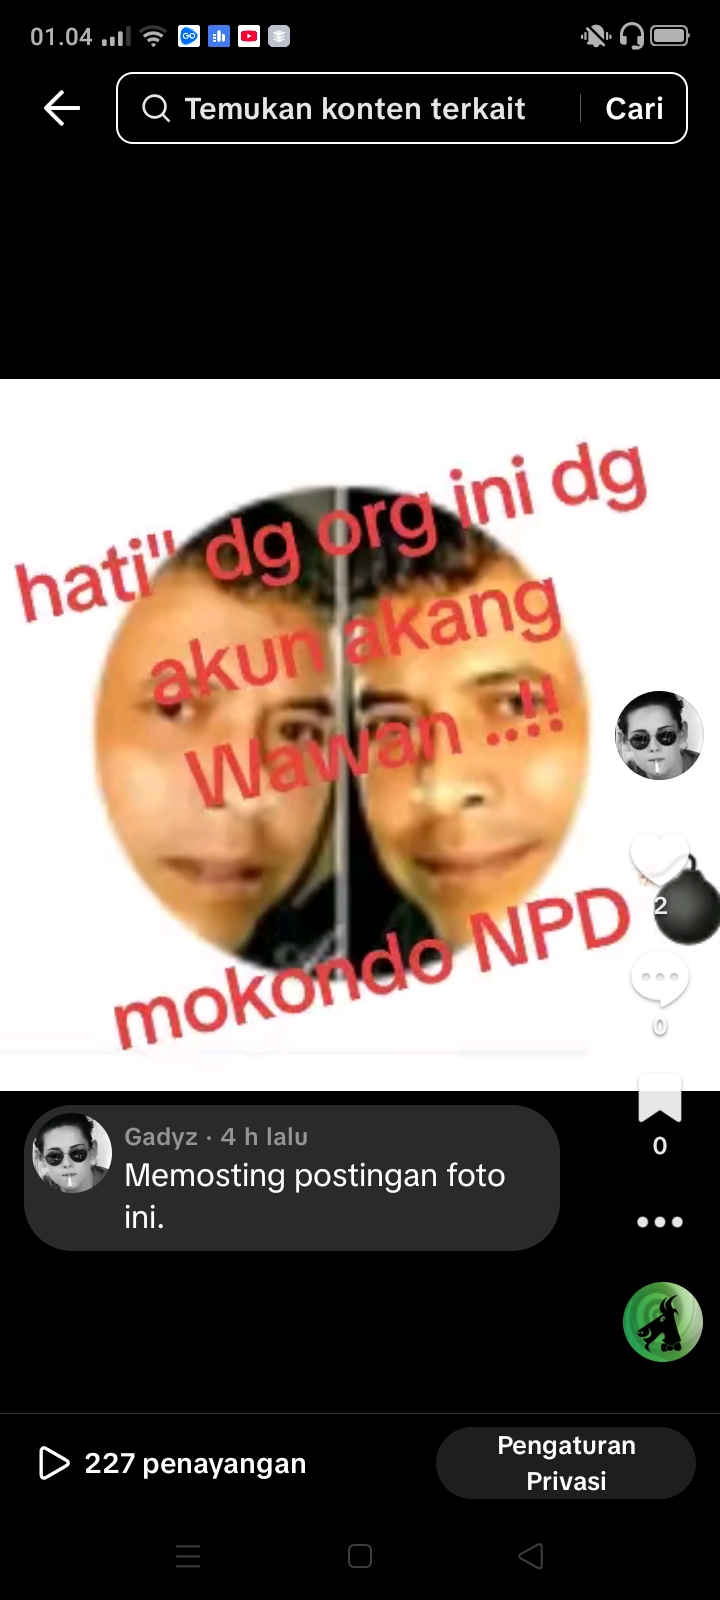 01.04
Temukan konten terkait
Cari
hati" dg org ini dg
akun akang
Wawan ..!!
mokondo NPD
2
0
0
Gadyz · 4 h lalu
Memosting postingan foto
ini.
227 penayangan
Pengaturan
Privasi